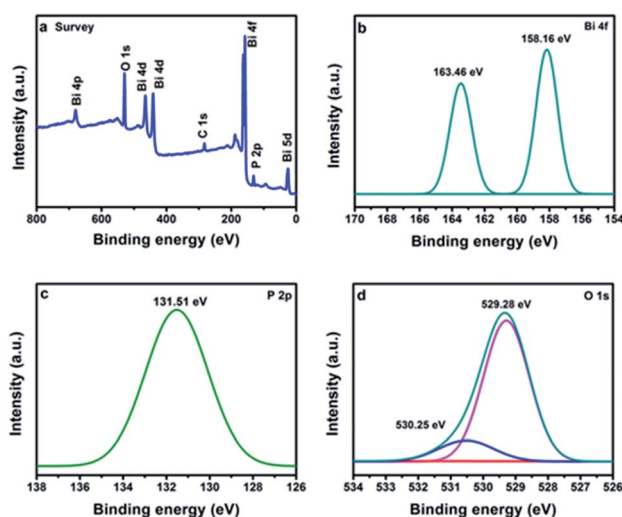 a Survey
Intensity (a.u.)
Bi 4p
O 1s
Bi 4d
Bi 4d
C 1s
Bi 4f
P 2p
Bi 5d
800 600 400 200 0
Binding energy (eV)
b
Bi 4f
Intensity (a.u.)
163.46 eV
158.16 eV
170 168 166 164 162 160 158 156 154
Binding energy (eV)
c
P 2p
Intensity (a.u.)
131.51 eV
138 136 134 132 130 128 126
Binding energy (eV)
d
O 1s
Intensity (a.u.)
529.28 eV
530.25 eV
534 533 532 531 530 529 528 527 526
Binding energy (eV)